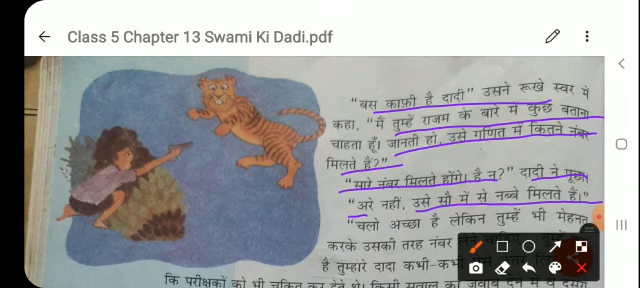 Class 5 Chapter 13 Swami Ki Dadi.pdf
“बस काफ़ी है दादी” उसने रूखे स्वर में
कहा, “मैं तुम्हें राजम के बारे में कुछ बताना
चाहता हूँ। जानती हो, उसे गणित में कितने नंबर
मिलते हैं?”
“सारे नंबर मिलते होंगे। है न?” दादी ने पूछा।
“अरे नहीं, उसे सौ में से नब्बे मिलते हैं।”
“चलो अच्छा है लेकिन तुम्हें भी मेहनत
करके उसकी तरह नंबर
है तुम्हारे दादा कभी-कभी
कि परीक्षकों को भी चकित कर देते थे। किसी सवाल का जवाब देने में वे